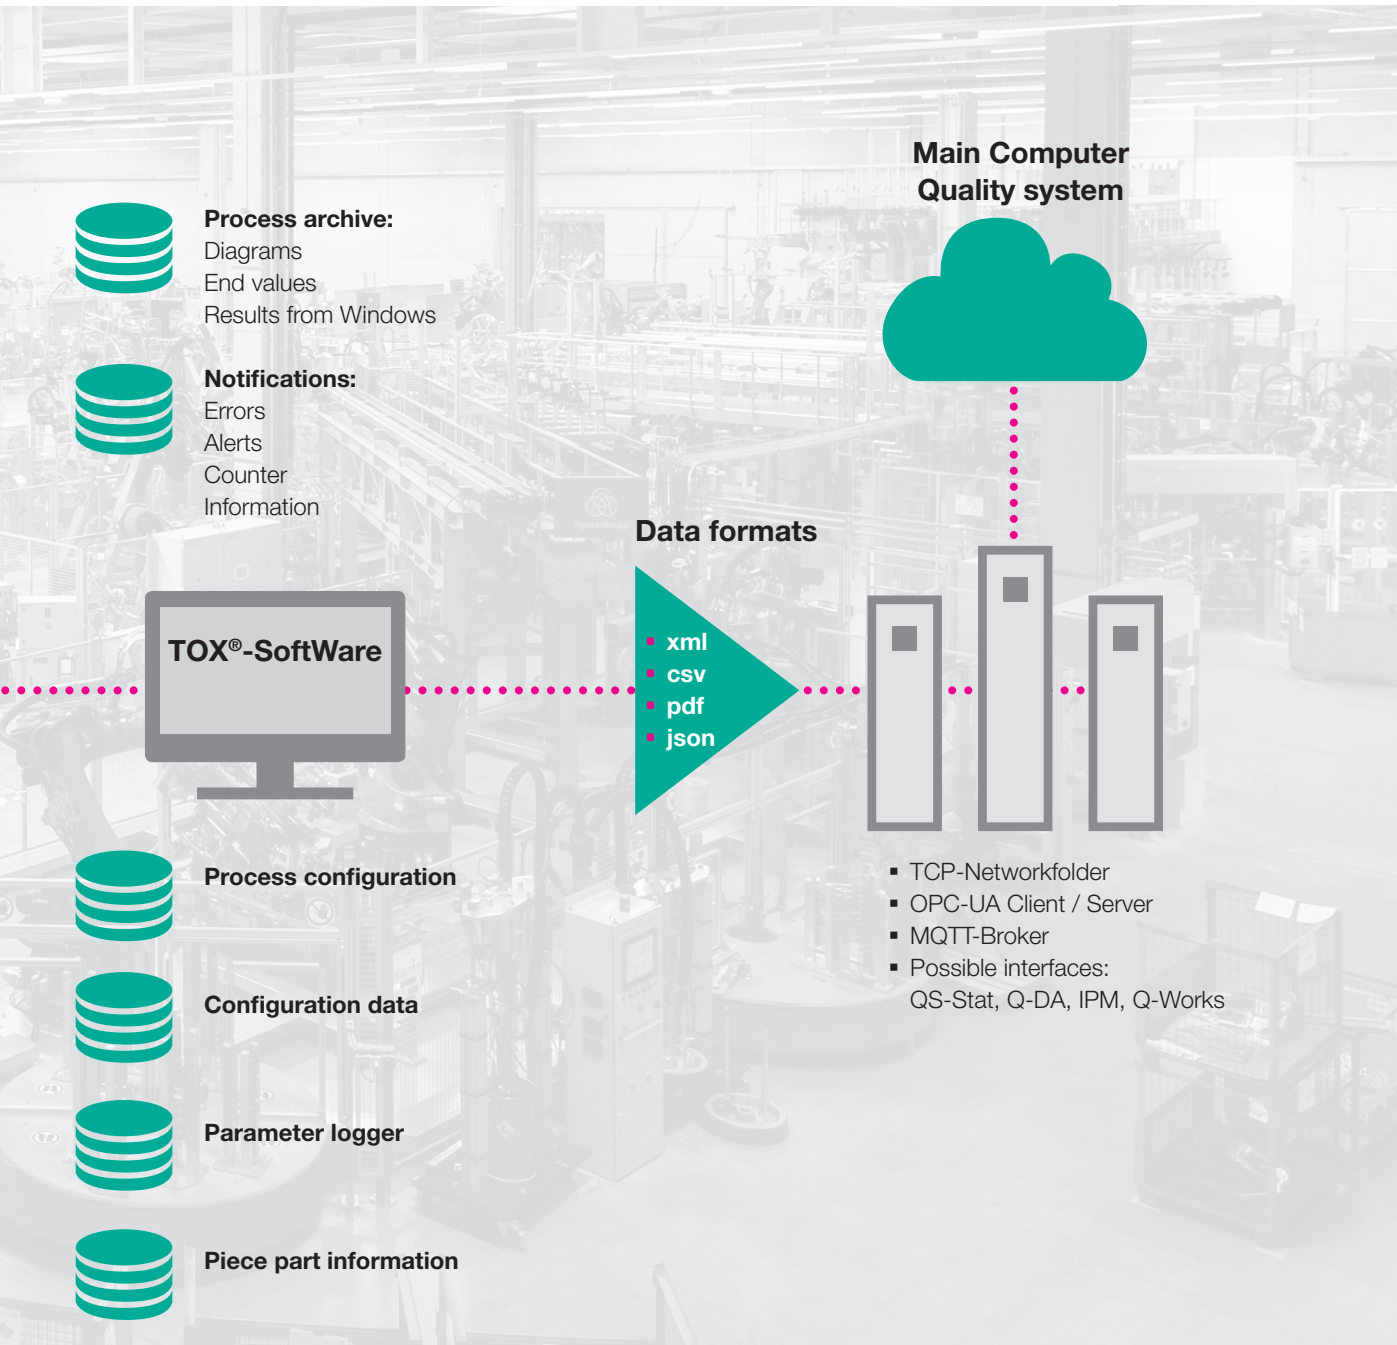 Main Computer
Quality system
Process archive:
Diagrams
End values
Results from Windows
Notifications:
Errors
Alerts
Counter
Information
Data formats
TOX®-SoftWare
▪ xml
▪ csv
▪ pdf
▪ json
Process configuration
▪ TCP-Networkfolder
▪ OPC-UA Client / Server
▪ MQTT-Broker
▪ Possible interfaces:
QS-Stat, Q-DA, IPM, Q-Works
Configuration data
Parameter logger
Piece part information